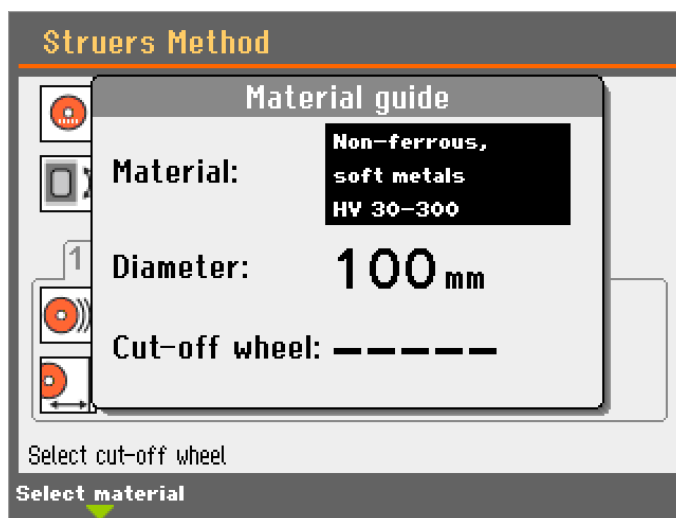 Struers Method
Material guide
Material:
Non-ferrous,
soft metals
HV 30-300
1
Diameter:
100 mm
Cut-off wheel: -----
Select cut-off wheel
Select material